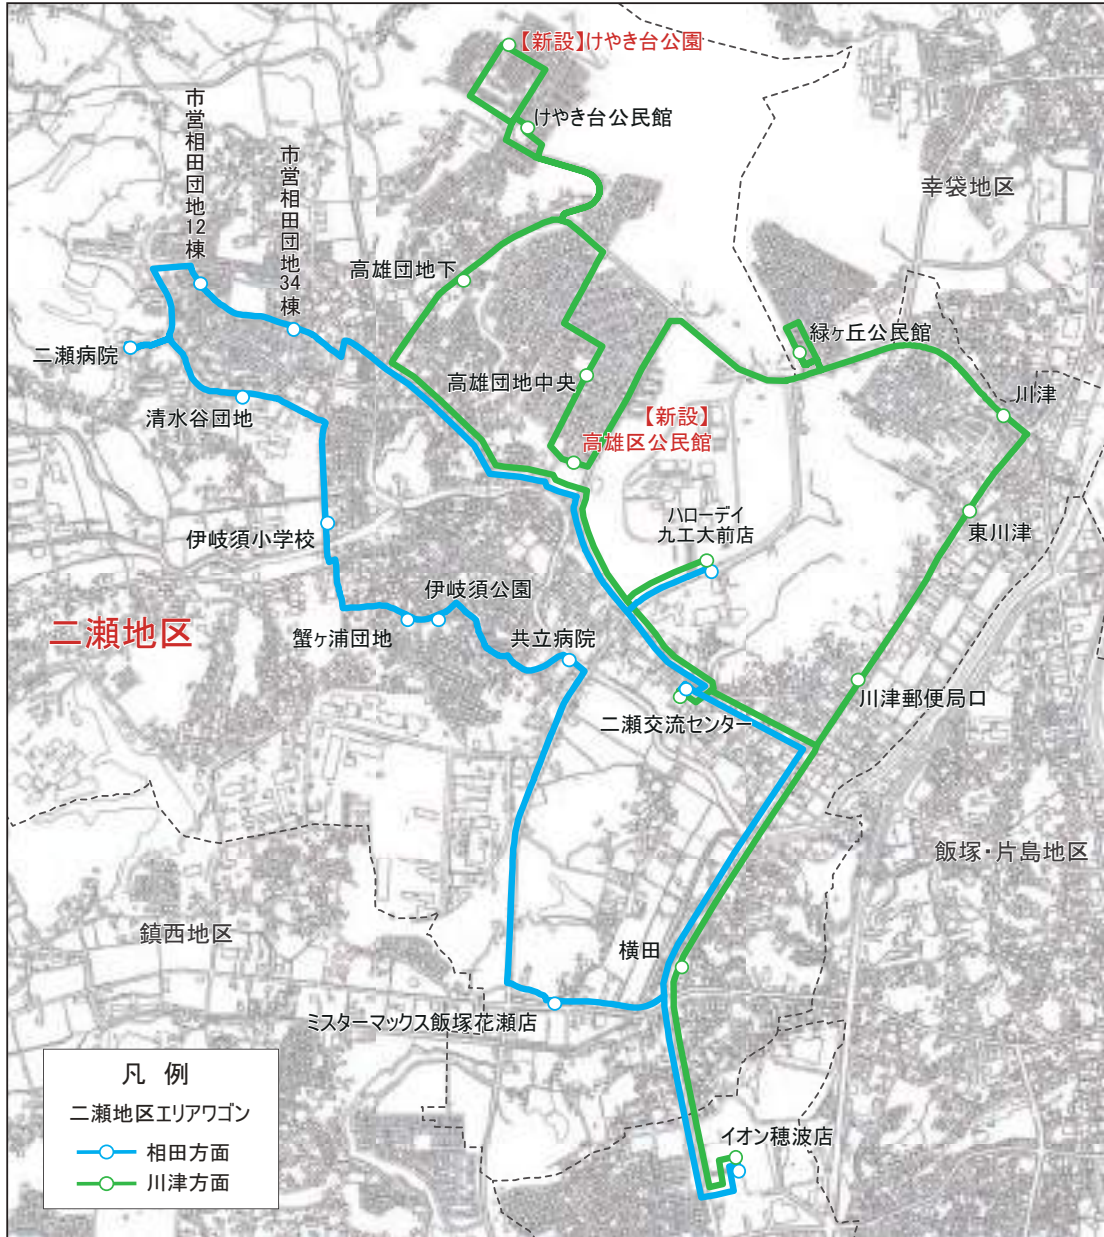 【新設】けやき台公園
けやき台公民館
市営相田団地12棟
市営相田団地34棟
幸袋地区
高雄団地下
緑ヶ丘公民館
二瀬病院
高雄団地中央
清水谷団地
川津
【新設】
高雄区公民館
ハローデイ
九工大前店
東川津
伊岐須小学校
伊岐須公園
二瀬地区
蟹ヶ浦団地
共立病院
川津郵便局口
二瀬交流センター
飯塚・片島地区
鎮西地区
横田
ミスターマックス飯塚花瀬店
凡 例
二瀬地区エリアワゴン
相田方面
川津方面
イオン穂波店